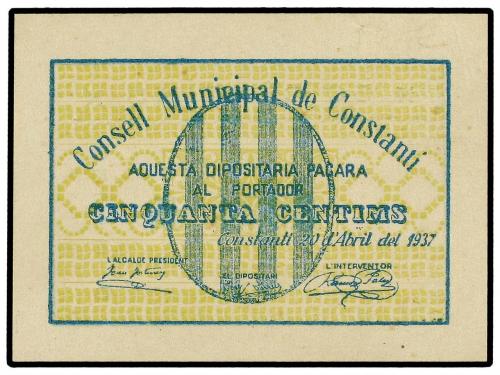 Consell Municipal de Constantí
AQUESTA DIPOSITARIA PAGARA
AL PORTADOR
CINQUANTA CENTIMS
Constantí 20 d'Abril del 1937
L'ALCALDE PRESIDENT
EL DIPOSITARI
L'INTERVENTOR